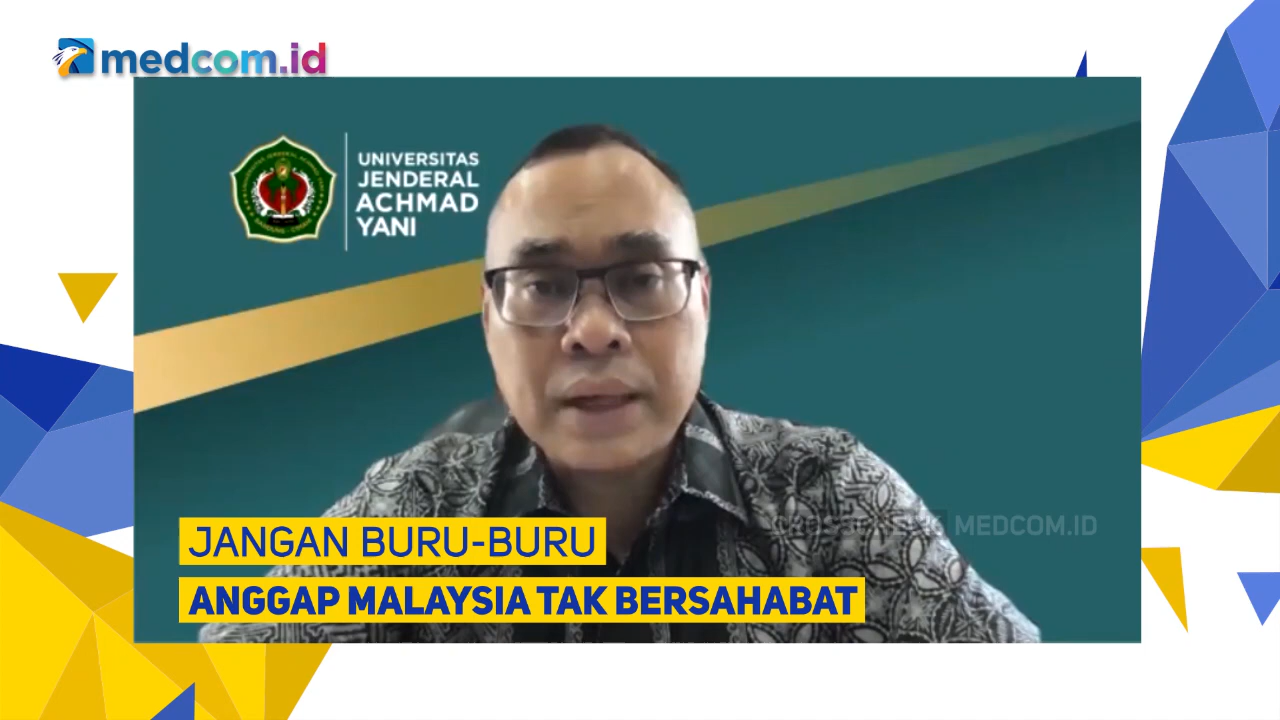 medcom.id
UNIVERSITAS
JENDERAL
ACHMAD
YANI
MEDCOM.ID
JANGAN BURU-BURU
ANGGAP MALAYSIA TAK BERSAHABAT